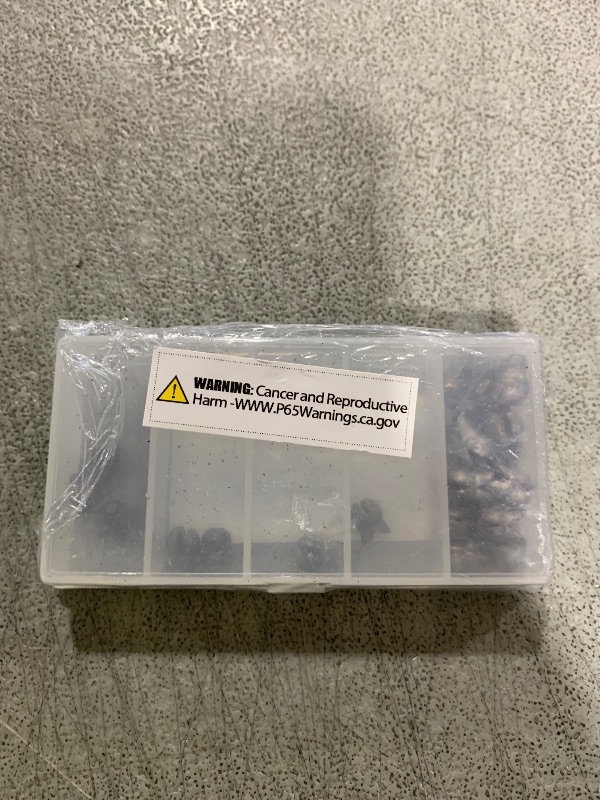 WARNING: Cancer and Reproductive
Harm -WWW.P65Warnings.ca.gov